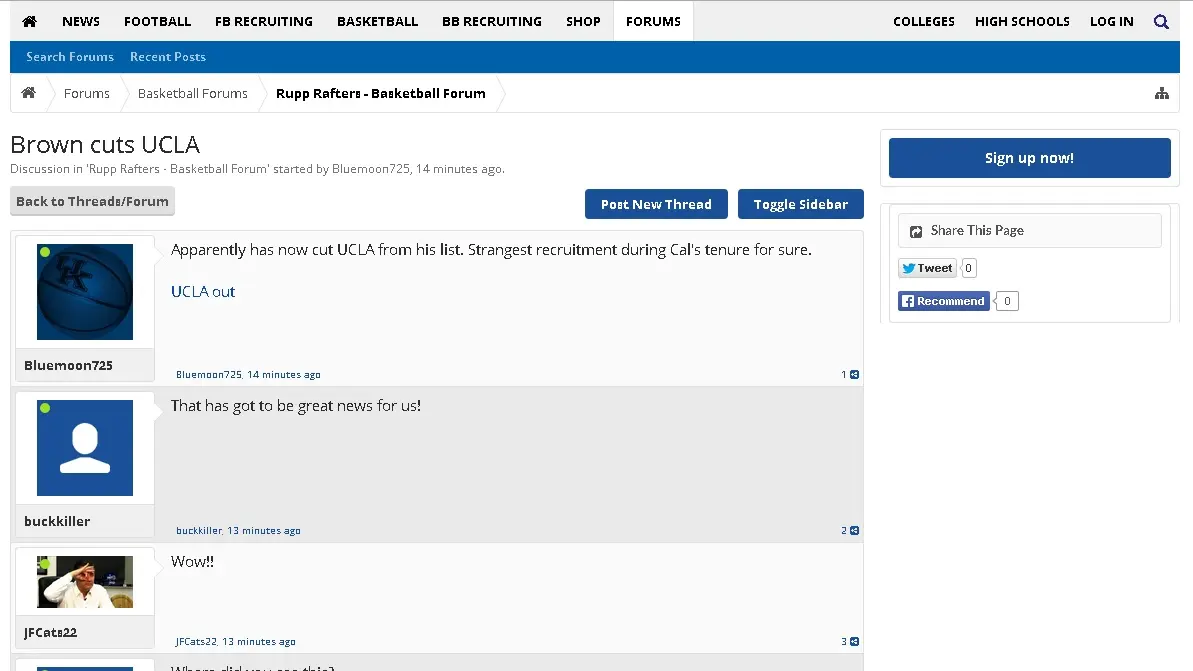 NEWS FOOTBALL FB RECRUITING BASKETBALL BB RECRUITING SHOP FORUMS COLLEGES HIGH SCHOOLS LOG IN
Search Forums Recent Posts
Forums Basketball Forums Rupp Rafters - Basketball Forum
Brown cuts UCLA
Discussion in 'Rupp Rafters - Basketball Forum' started by Bluemoon725, 14 minutes ago.
Back to Threads/Forum
Post New Thread Toggle Sidebar
Sign up now!
Share This Page
Tweet 0
Recommend 0
Apparently has now cut UCLA from his list. Strangest recruitment during Cal's tenure for sure.
UCLA out
Bluemoon725
Bluemoon725, 14 minutes ago 1
That has got to be great news for us!
buckkiller
buckkiller, 13 minutes ago 2
Wow!!
JFCats22
JFCats22, 13 minutes ago 3
Where did you see this?